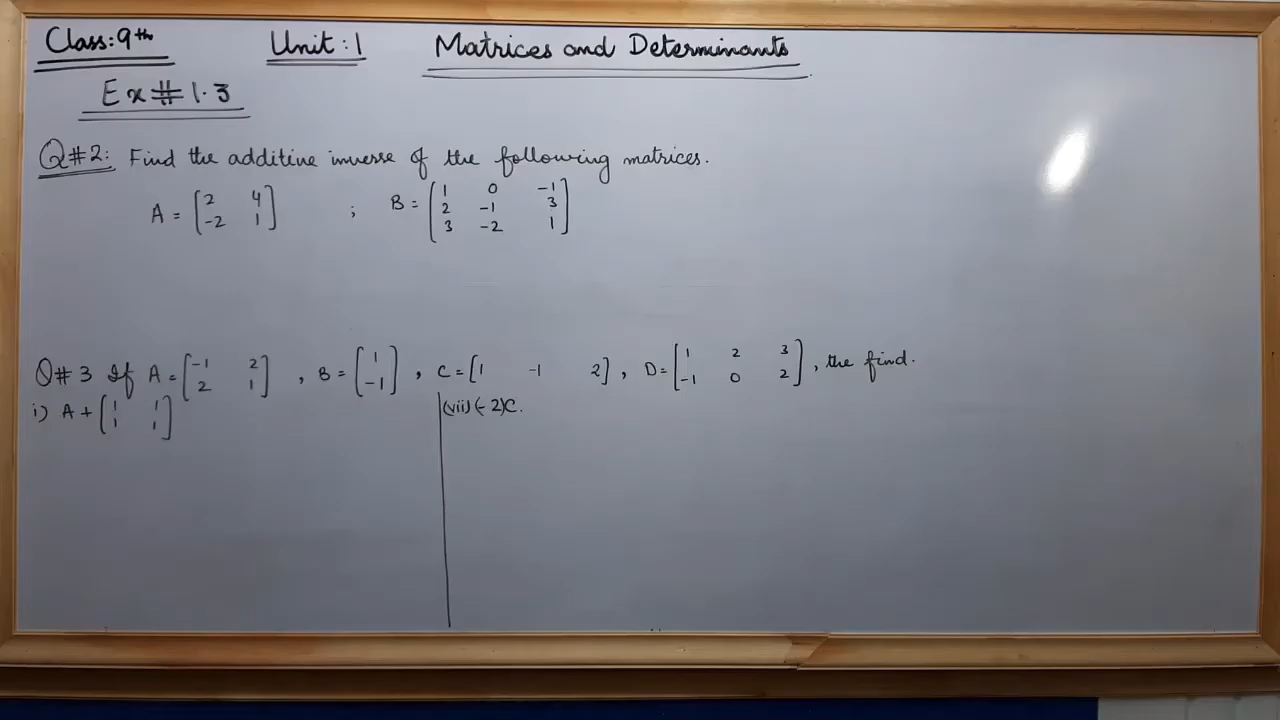 Class: 9th Unit: 1 Matrices and Determinants
Ex# 1.3
Q#2: Find the additive inverse of the following matrices.
A = [2 4; -2 1] ; B = [1 0 -1; 2 -1 3; 3 -2 1]
Q# 3 If A = [-1 2; 2 1] , B = [1; -1] , C = [1 -1 2] , D = [1 2 3; -1 0 2] , the find.
i) A + [1 1; 1 1] (vii) (-2)C.